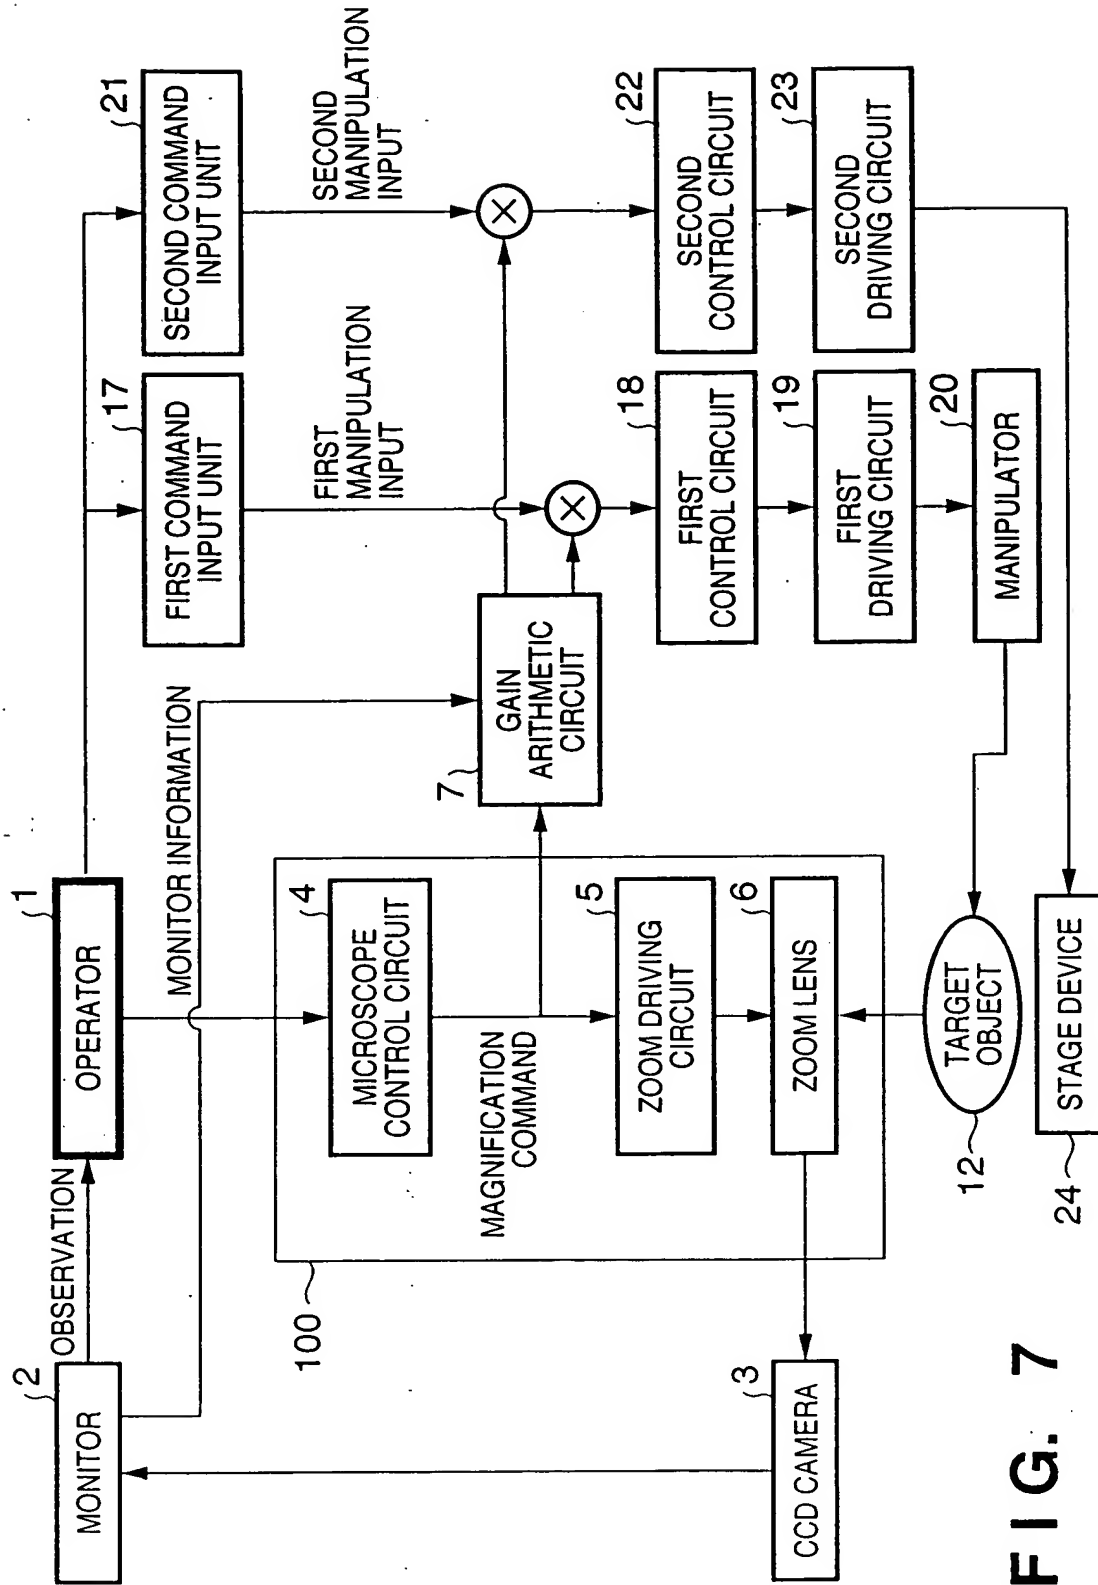 2
MONITOR
OBSERVATION
1
OPERATOR
MONITOR INFORMATION
17
FIRST COMMAND
INPUT UNIT
21
SECOND COMMAND
INPUT UNIT
FIRST
MANIPULATION
INPUT
SECOND
MANIPULATION
INPUT
100
4
MICROSCOPE
CONTROL CIRCUIT
MAGNIFICATION
COMMAND
7
GAIN
ARITHMETIC
CIRCUIT
5
ZOOM DRIVING
CIRCUIT
18
FIRST
CONTROL CIRCUIT
22
SECOND
CONTROL CIRCUIT
3
CCD CAMERA
6
ZOOM LENS
19
FIRST
DRIVING CIRCUIT
23
SECOND
DRIVING CIRCUIT
12
TARGET
OBJECT
20
MANIPULATOR
24
STAGE DEVICE
FIG. 7